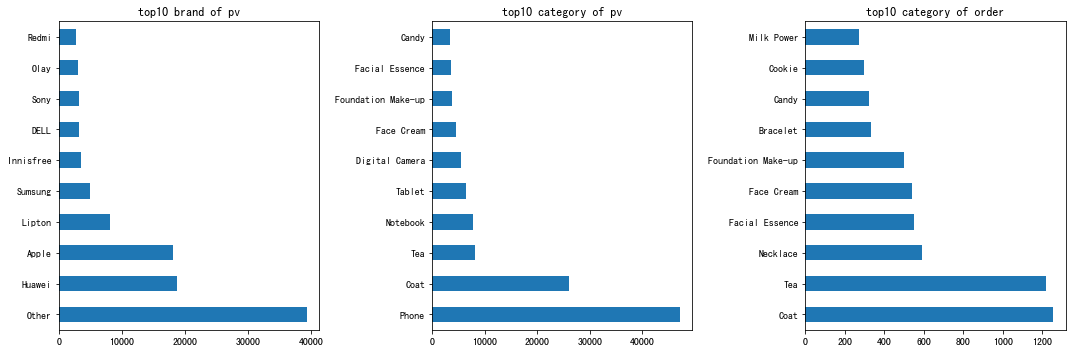 top10 brand of pv
Redmi
Olay
Sony
DELL
Innisfree
Sumsung
Lipton
Apple
Huawei
Other
0 10000 20000 30000 40000
top10 category of pv
Candy
Facial Essence
Foundation Make-up
Face Cream
Digital Camera
Tablet
Notebook
Tea
Coat
Phone
0 10000 20000 30000 40000
top10 category of order
Milk Power
Cookie
Candy
Bracelet
Foundation Make-up
Face Cream
Facial Essence
Necklace
Tea
Coat
0 200 400 600 800 1000 1200